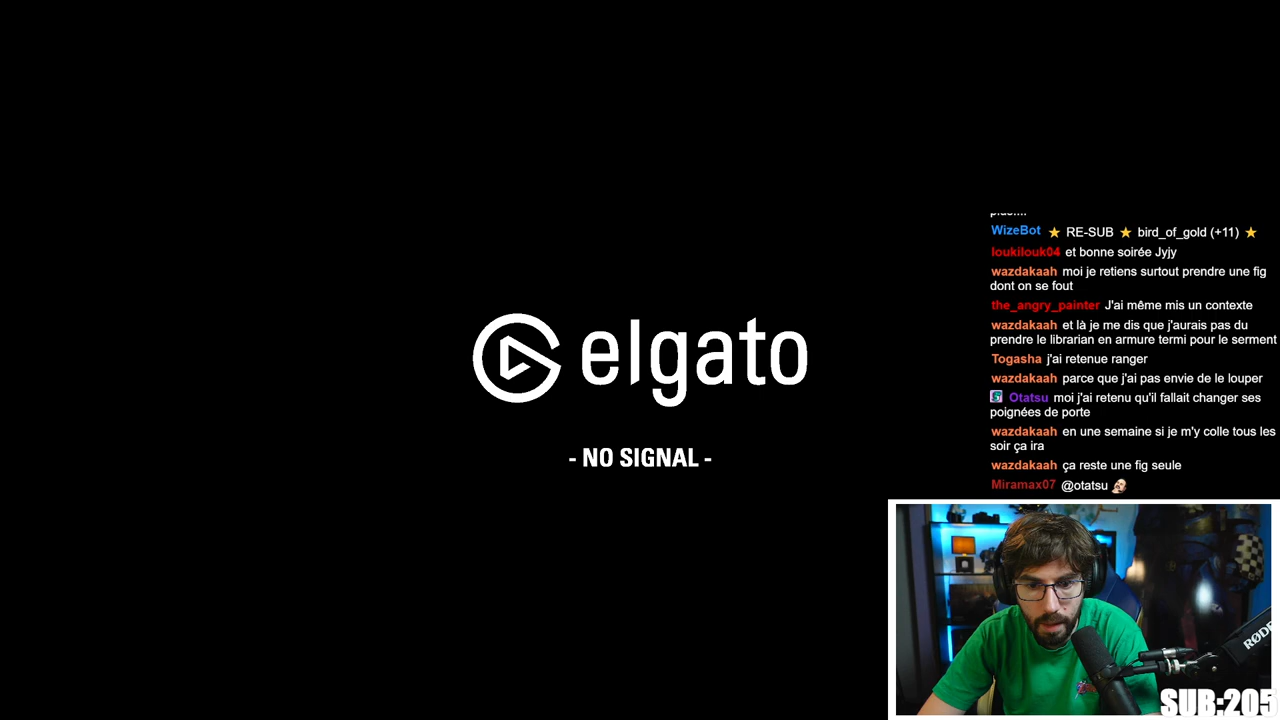 WizeBot ⭐ RE-SUB ⭐ bird_of_gold (+11) ⭐
loukilouk04 et bonne soirée Jyjy
wazdakaah moi je retiens surtout prendre une fig
dont on se fout
the_angry_painter J'ai même mis un contexte
wazdakaah et là je me dis que j'aurais pas du
prendre le librarian en armure termi pour le serment
Togasha j'ai retenue ranger
wazdakaah parce que j'ai pas envie de le louper
Otatsu moi j'ai retenu qu'il fallait changer ses
poignées de porte
wazdakaah en une semaine si je m'y colle tous les
soir ça ira
wazdakaah ça reste une fig seule
Miramax07 @otatsu
elgato
- NO SIGNAL -
RØDE
SUB:205